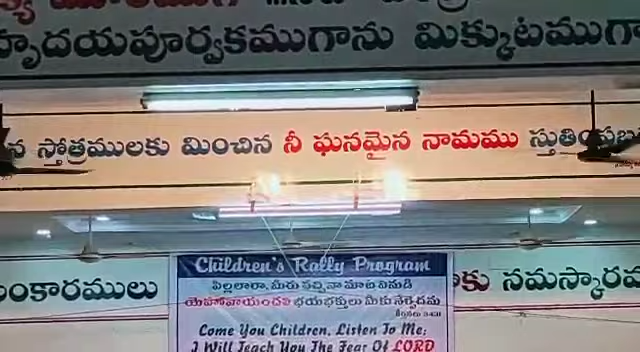 హృదయపూర్వకముగాను మిక్కుటముగా
స్తోత్రములకు మించిన నీ ఘనమైన నామము
Children's Rally Program
పిల్లలారా, మీరు వచ్చి నా మాట వినుడి
యెహోవాయందలి భయభక్తులు మీకు నేర్పెదను
ంకారములు
కు నమస్కారమ
Come You Children, Listen To Me;
I Will Teach You The Fear Of LORD